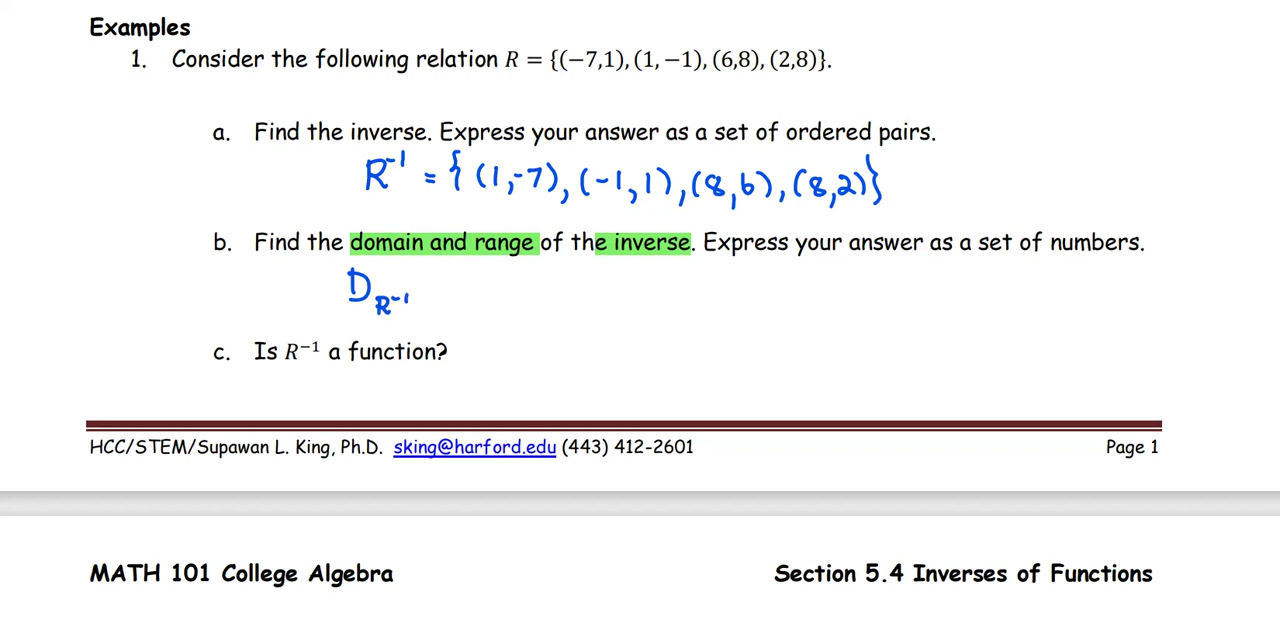 Examples
1. Consider the following relation R = {(−7,1), (1, −1), (6,8), (2,8)}.
a. Find the inverse. Express your answer as a set of ordered pairs.
R⁻¹ = {(1,-7), (-1,1), (8,6), (8,2)}
b. Find the domain and range of the inverse. Express your answer as a set of numbers.
D R⁻¹
c. Is R⁻¹ a function?
HCC/STEM/Supawan L. King, Ph.D. sking@harford.edu (443) 412-2601 Page 1
MATH 101 College Algebra Section 5.4 Inverses of Functions